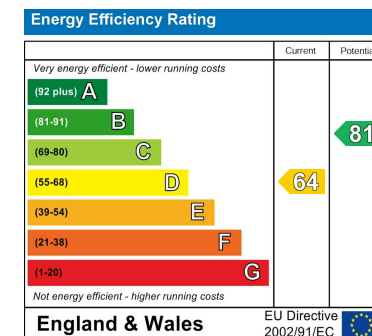 Energy Efficiency Rating
Current
Very energy efficient - lower running costs
(92 plus) A
(81-91) B
81
(69-80) C
(55-68) D
64
(39-54) E
(21-38) F
(1-20) G
Not energy efficient - higher running costs
England & Wales
EU Directive
2002/91/EC